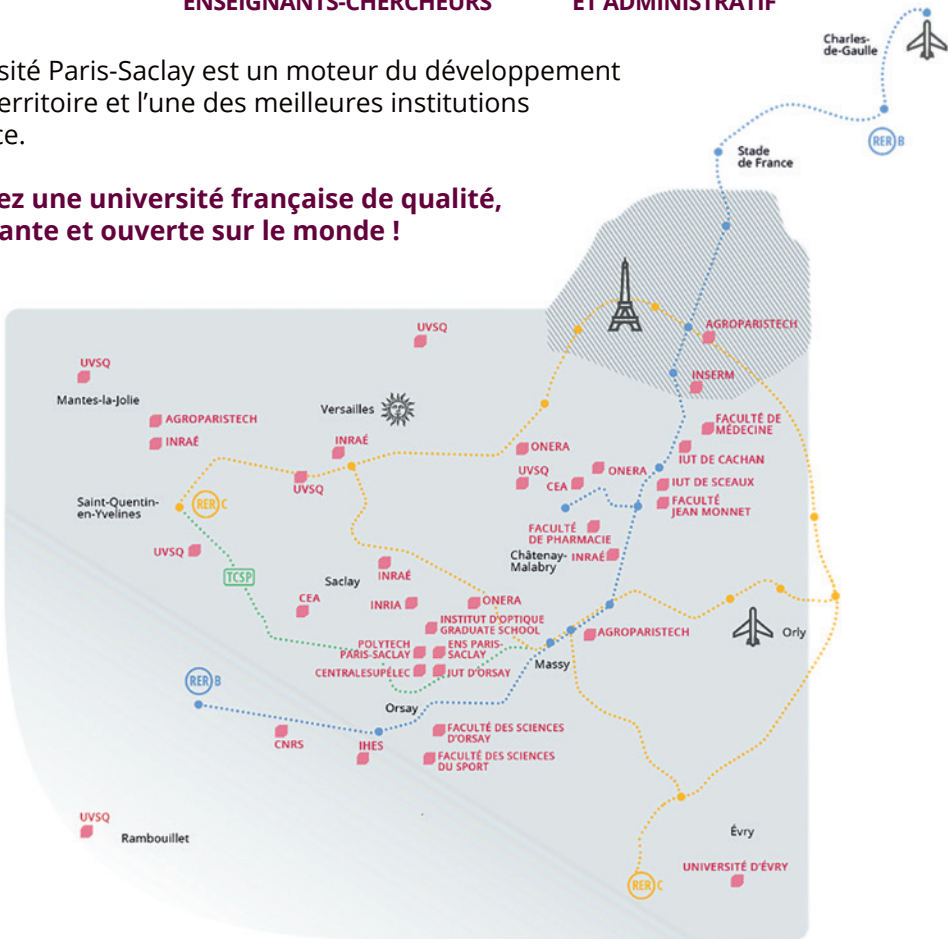 ENSEIGNANTS-CHERCHEURS
ET ADMINISTRATIF
sité Paris-Saclay est un moteur du développement
erritoire et l'une des meilleures institutions
ce.
ez une université française de qualité,
ante et ouverte sur le monde !
Charles-
de-Gaulle
RER B
Stade
de France
UVSQ
AGROPARISTECH
UVSQ
Mantes-la-Jolie
INSERM
Versailles
AGROPARISTECH
FACULTÉ DE
MÉDECINE
INRAÉ
INRAÉ
ONERA
IUT DE CACHAN
UVSQ
UVSQ
CEA
ONERA
IUT DE SCEAUX
Saint-Quentin-
en-Yvelines
RER C
FACULTÉ
JEAN MONNET
FACULTÉ
DE PHARMACIE
UVSQ
Châtenay-
Malabry
INRAÉ
TCSP
Saclay
INRAÉ
CEA
INRIA
ONERA
INSTITUT D'OPTIQUE
GRADUATE SCHOOL
AGROPARISTECH
Orly
POLYTECH
PARIS-SACLAY
ENS PARIS-
SACLAY
Massy
CENTRALESUPÉLEC
IUT D'ORSAY
RER B
Orsay
CNRS
IHES
FACULTÉ DES SCIENCES
D'ORSAY
FACULTÉ DES SCIENCES
DU SPORT
UVSQ
Rambouillet
Évry
UNIVERSITÉ D'ÉVRY
RER C